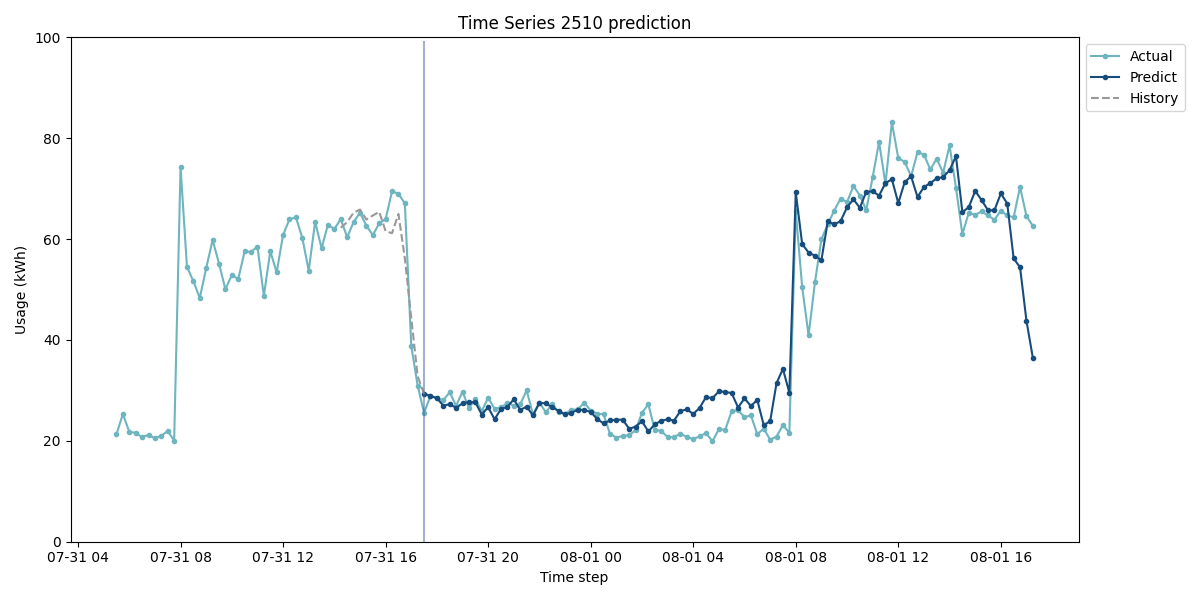 Time Series 2510 prediction
100
80
60
40
20
0
Usage (kWh)
07-31 04
07-31 08
07-31 12
07-31 16
07-31 20
08-01 00
08-01 04
08-01 08
08-01 12
08-01 16
Time step
Actual
Predict
History